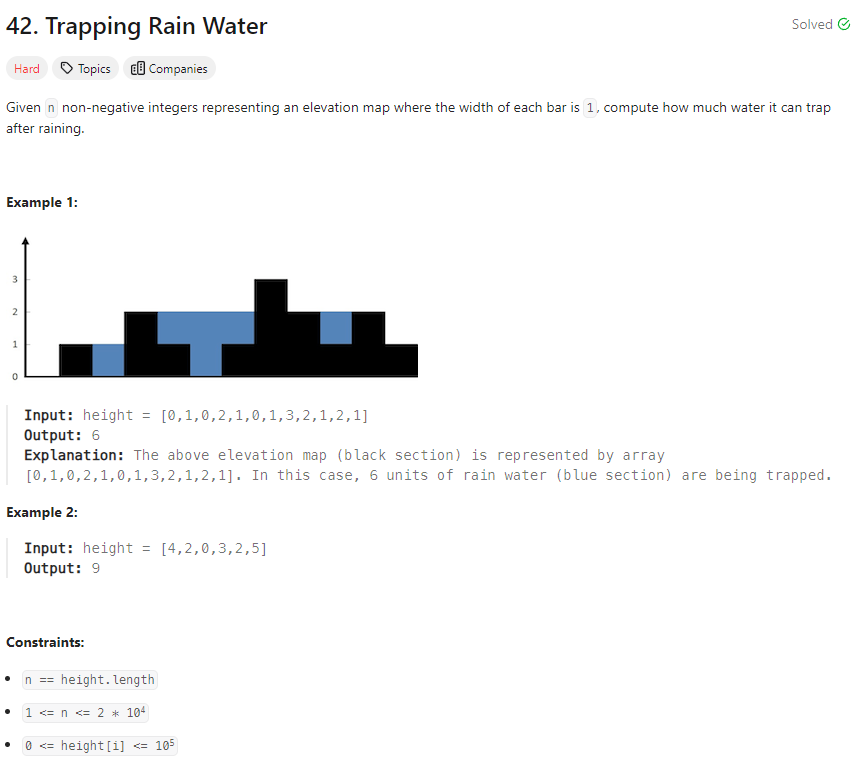 42. Trapping Rain Water
Solved
Hard Topics Companies
Given n non-negative integers representing an elevation map where the width of each bar is 1, compute how much water it can trap
after raining.
Example 1:
3
2
1
0
Input: height = [0,1,0,2,1,0,1,3,2,1,2,1]
Output: 6
Explanation: The above elevation map (black section) is represented by array
[0,1,0,2,1,0,1,3,2,1,2,1]. In this case, 6 units of rain water (blue section) are being trapped.
Example 2:
Input: height = [4,2,0,3,2,5]
Output: 9
Constraints:
n == height.length
1 <= n <= 2 * 10⁴
0 <= height[i] <= 10⁵